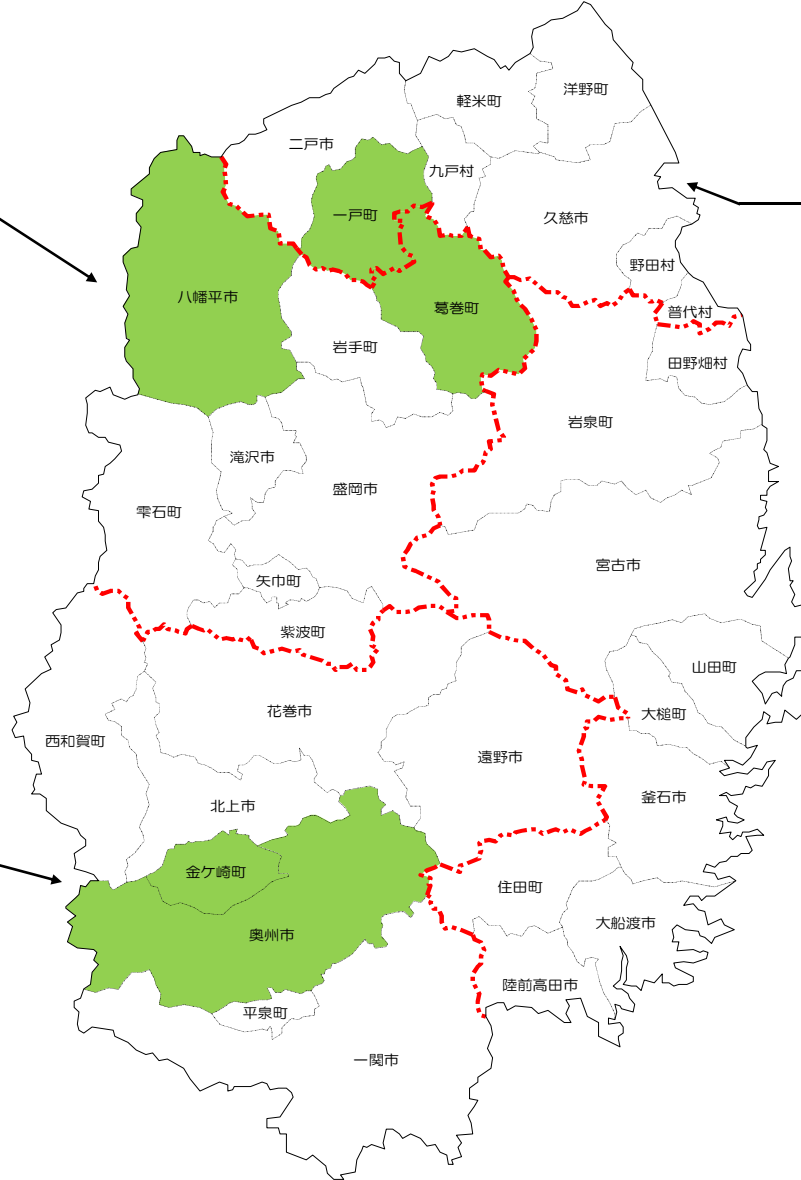 洋野町
軽米町
二戸市
九戸村
一戸町
久慈市
野田村
八幡平市
葛巻町
普代村
岩手町
田野畑村
岩泉町
滝沢市
盛岡市
雫石町
宮古市
矢巾町
紫波町
山田町
花巻市
大槌町
西和賀町
遠野市
釜石市
北上市
金ケ崎町
住田町
大船渡市
奥州市
陸前高田市
平泉町
一関市